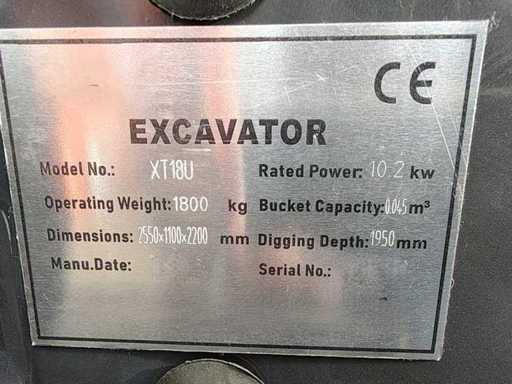 CE
EXCAVATOR
Model No.: XT18U Rated Power: 10.2 kw
Operating Weight: 1800 kg Bucket Capacity: 0.045 m³
Dimensions: 2550×1100×2200 mm Digging Depth: 1950 mm
Manu.Date: Serial No.: